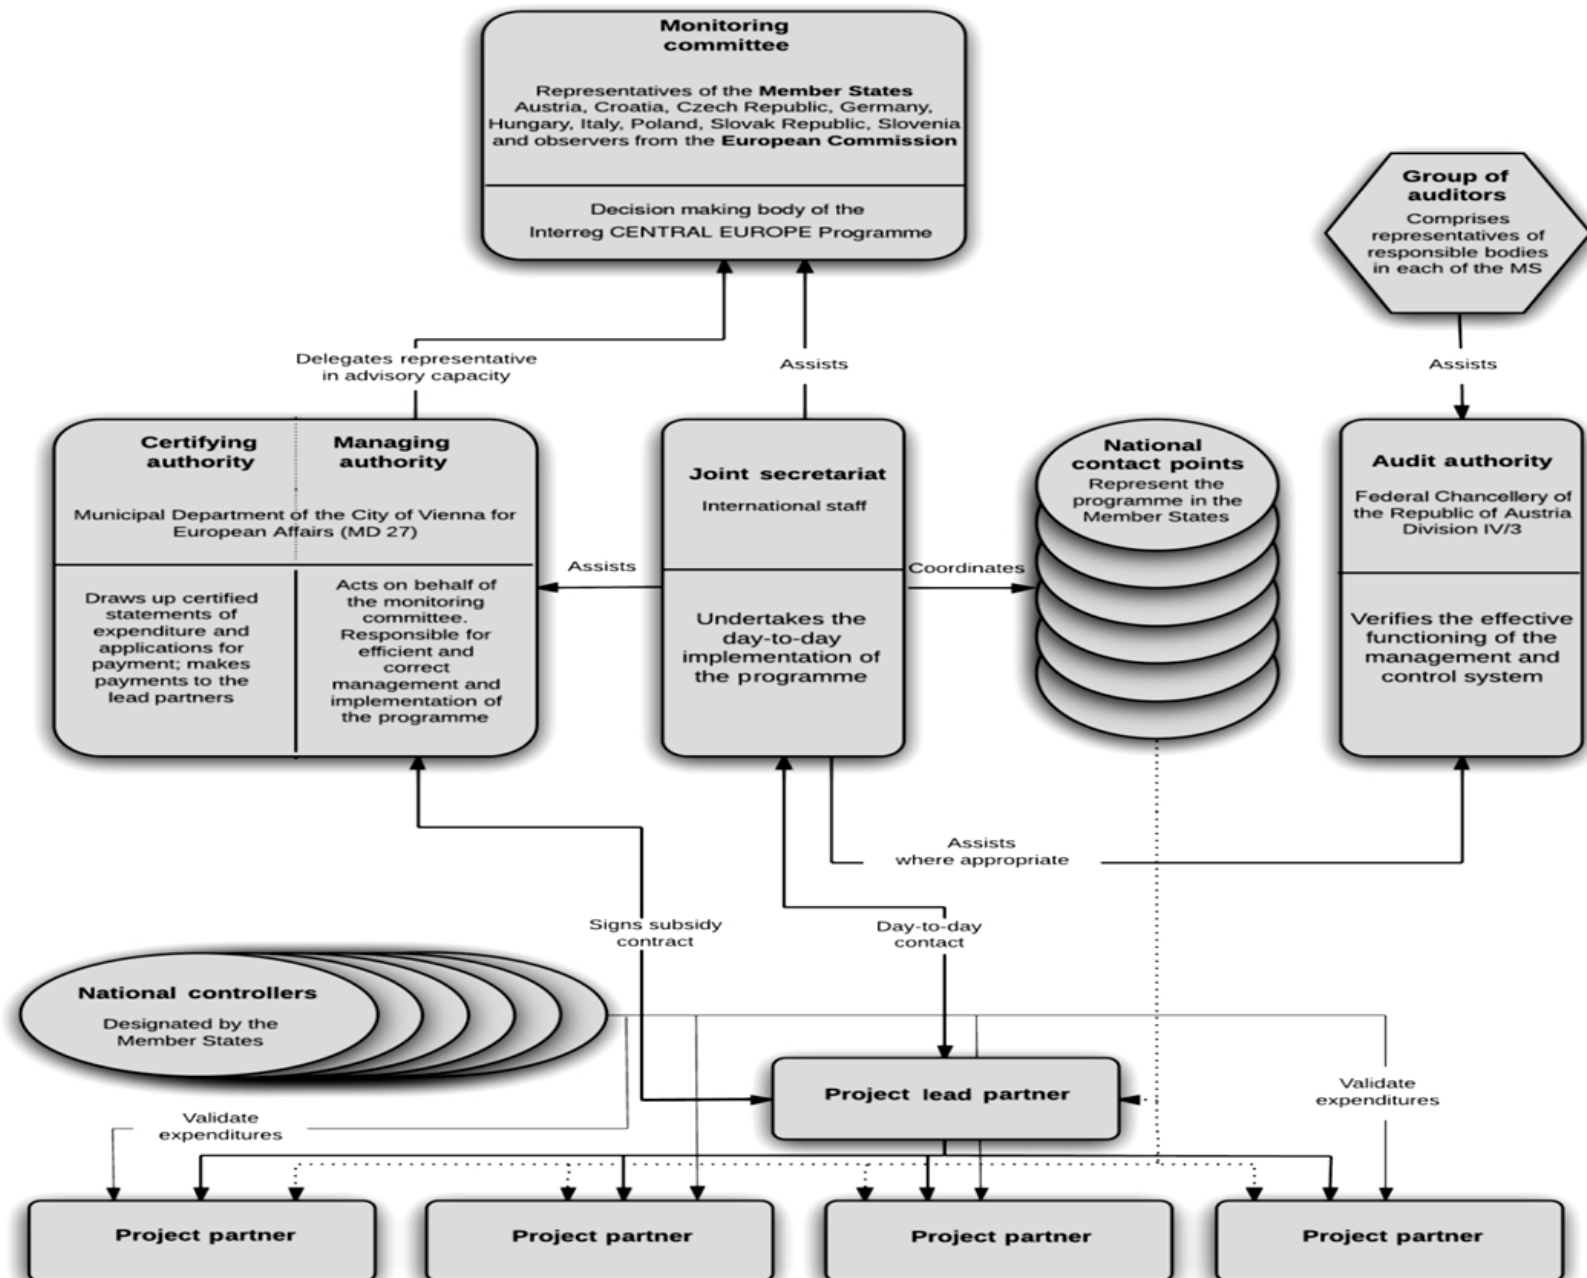 Monitoring
committee
Representatives of the Member States
Austria, Croatia, Czech Republic, Germany,
Hungary, Italy, Poland, Slovak Republic, Slovenia
and observers from the European Commission
Decision making body of the
Interreg CENTRAL EUROPE Programme
Group of
auditors
Comprises
representatives of
responsible bodies
in each of the MS
Delegates representative
in advisory capacity
Assists
Assists
Certifying
authority
Managing
authority
Municipal Department of the City of Vienna for
European Affairs (MD 27)
Draws up certified
statements of
expenditure and
applications for
payment; makes
payments to the
lead partners
Acts on behalf of
the monitoring
committee.
Responsible for
efficient and
correct
management and
implementation of
the programme
Assists
Joint secretariat
International staff
Undertakes the
day-to-day
implementation of
the programme
Coordinates
National
contact points
Represent the
programme in the
Member States
Audit authority
Federal Chancellery of
the Republic of Austria
Division IV/3
Verifies the effective
functioning of the
management and
control system
Assists
where appropriate
Signs subsidy
contract
Day-to-day
contact
National controllers
Designated by the
Member States
Project lead partner
Validate
expenditures
Validate
expenditures
Project partner
Project partner
Project partner
Project partner